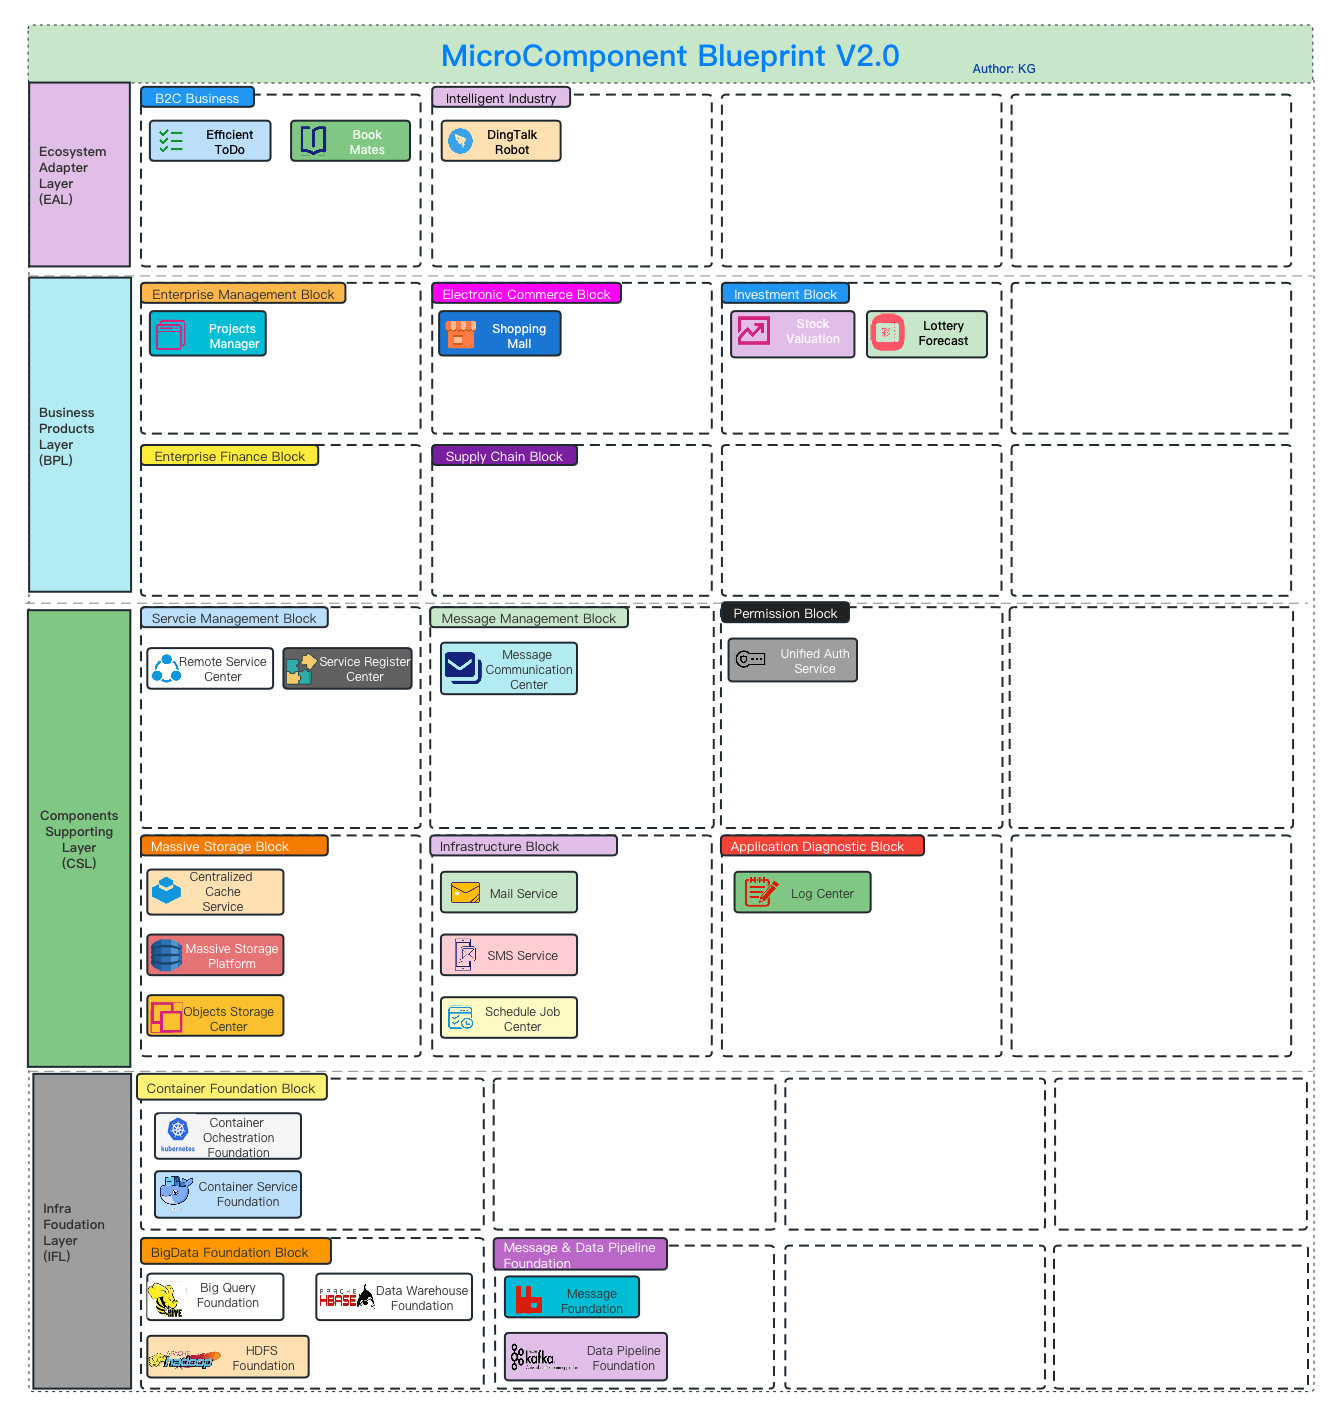 MicroComponent Blueprint V2.0
Author: KG
Ecosystem
Adapter
Layer
(EAL)
B2C Business
Efficient
ToDo
Book
Mates
Intelligent Industry
DingTalk
Robot
Business
Products
Layer
(BPL)
Enterprise Management Block
Projects
Manager
Electronic Commerce Block
Shopping
Mall
Investment Block
Stock
Valuation
Lottery
Forecast
Enterprise Finance Block
Supply Chain Block
Components
Supporting
Layer
(CSL)
Servcie Management Block
Remote Service
Center
Service Register
Center
Message Management Block
Message
Communication
Center
Permission Block
Unified Auth
Service
Massive Storage Block
Centralized
Cache
Service
Massive Storage
Platform
Objects Storage
Center
Infrastructure Block
Mail Service
SMS Service
Schedule Job
Center
Application Diagnostic Block
Log Center
Infra
Foudation
Layer
(IFL)
Container Foundation Block
kubernetes
Container
Ochestration
Foundation
Container Service
Foundation
BigData Foundation Block
HIVE
Big Query
Foundation
APACHE
HBASE
Data Warehouse
Foundation
APACHE
hadoop
HDFS
Foundation
Message & Data Pipeline
Foundation
Message
Foundation
kafka
Data Pipeline
Foundation